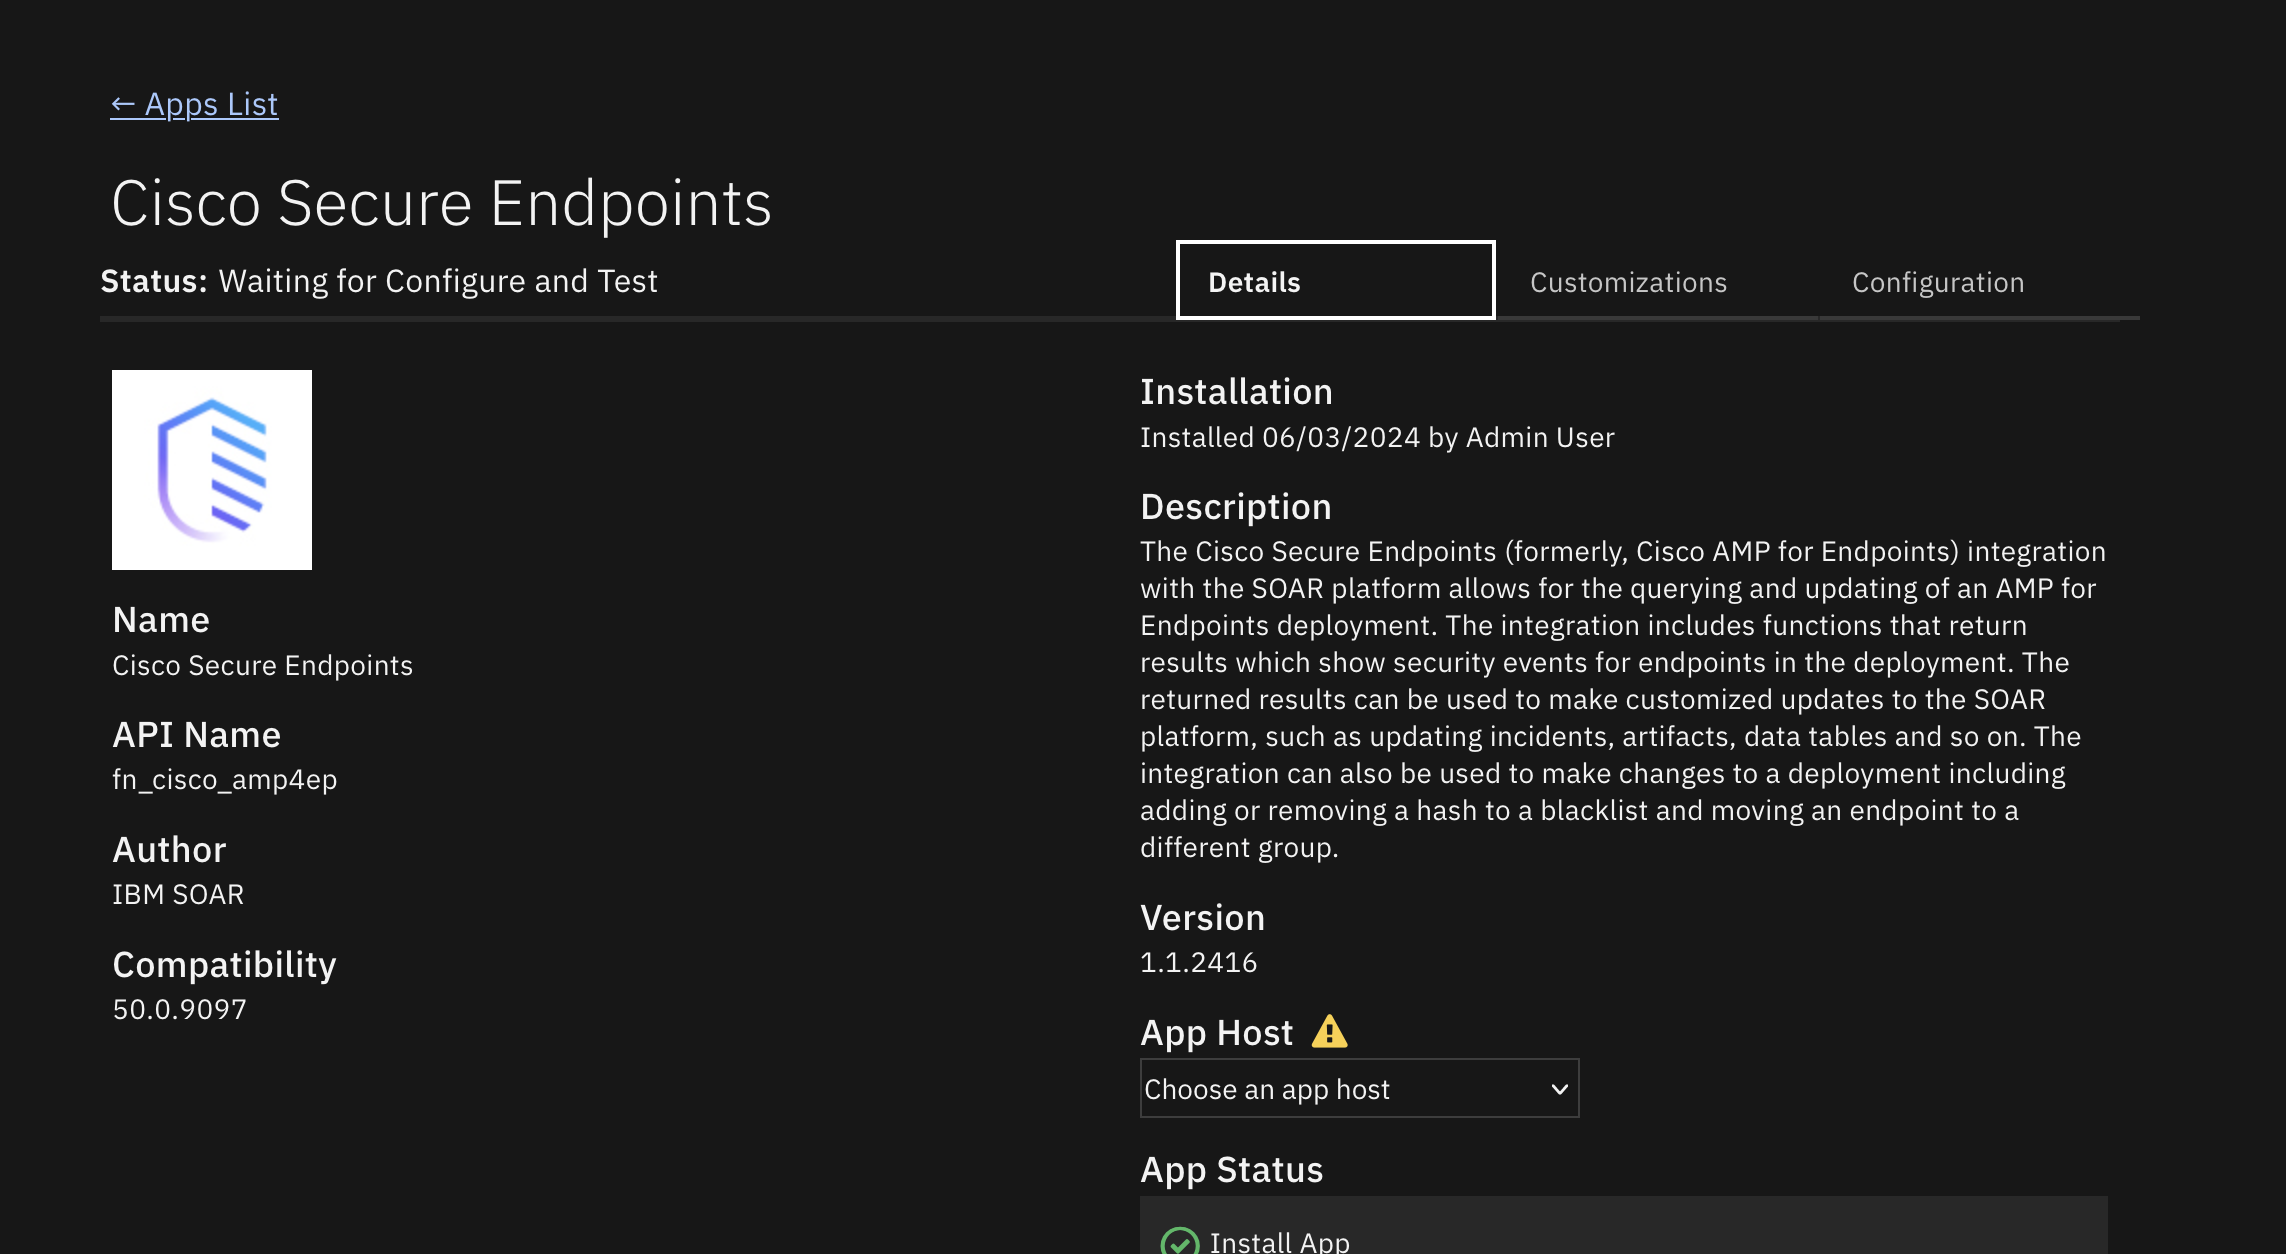 ← Apps List
Cisco Secure Endpoints
Status: Waiting for Configure and Test
Details
Customizations
Configuration
Name
Cisco Secure Endpoints
API Name
fn_cisco_amp4ep
Author
IBM SOAR
Compatibility
50.0.9097
Installation
Installed 06/03/2024 by Admin User
Description
The Cisco Secure Endpoints (formerly, Cisco AMP for Endpoints) integration
with the SOAR platform allows for the querying and updating of an AMP for
Endpoints deployment. The integration includes functions that return
results which show security events for endpoints in the deployment. The
returned results can be used to make customized updates to the SOAR
platform, such as updating incidents, artifacts, data tables and so on. The
integration can also be used to make changes to a deployment including
adding or removing a hash to a blacklist and moving an endpoint to a
different group.
Version
1.1.2416
App Host
Choose an app host
App Status
Install App